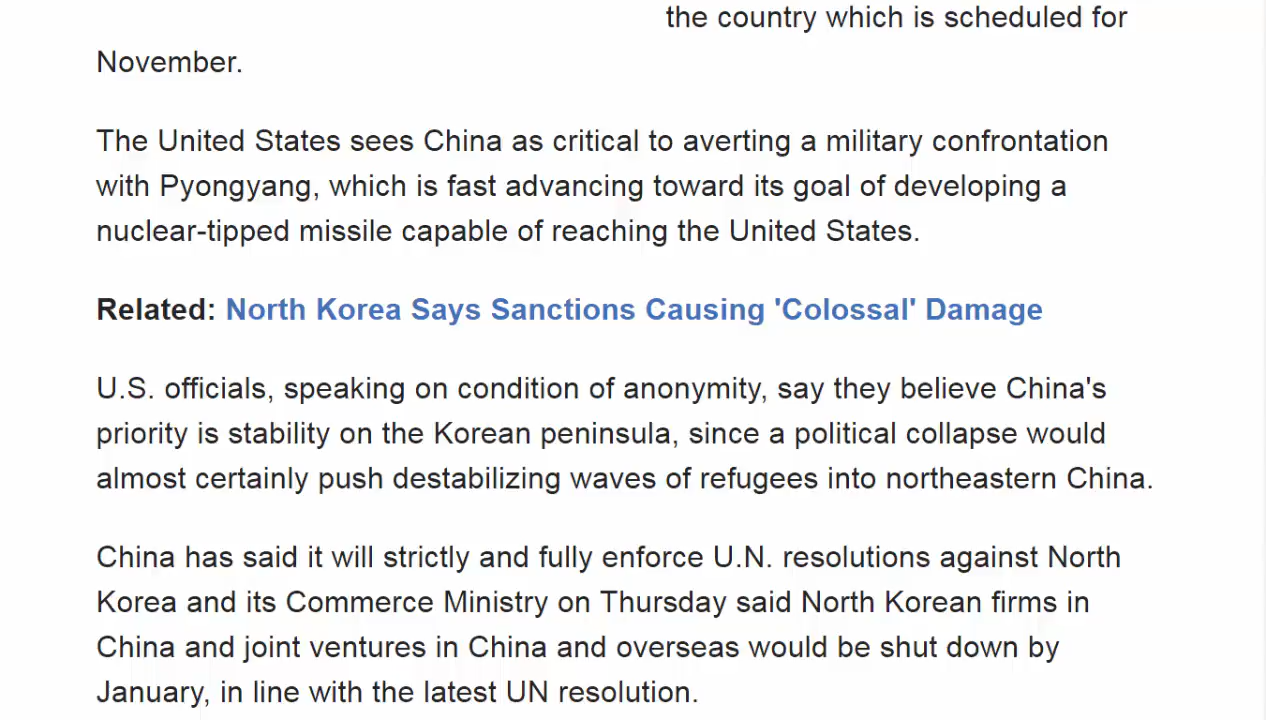 the country which is scheduled for
November.
The United States sees China as critical to averting a military confrontation
with Pyongyang, which is fast advancing toward its goal of developing a
nuclear-tipped missile capable of reaching the United States.
Related: North Korea Says Sanctions Causing 'Colossal' Damage
U.S. officials, speaking on condition of anonymity, say they believe China's
priority is stability on the Korean peninsula, since a political collapse would
almost certainly push destabilizing waves of refugees into northeastern China.
China has said it will strictly and fully enforce U.N. resolutions against North
Korea and its Commerce Ministry on Thursday said North Korean firms in
China and joint ventures in China and overseas would be shut down by
January, in line with the latest UN resolution.